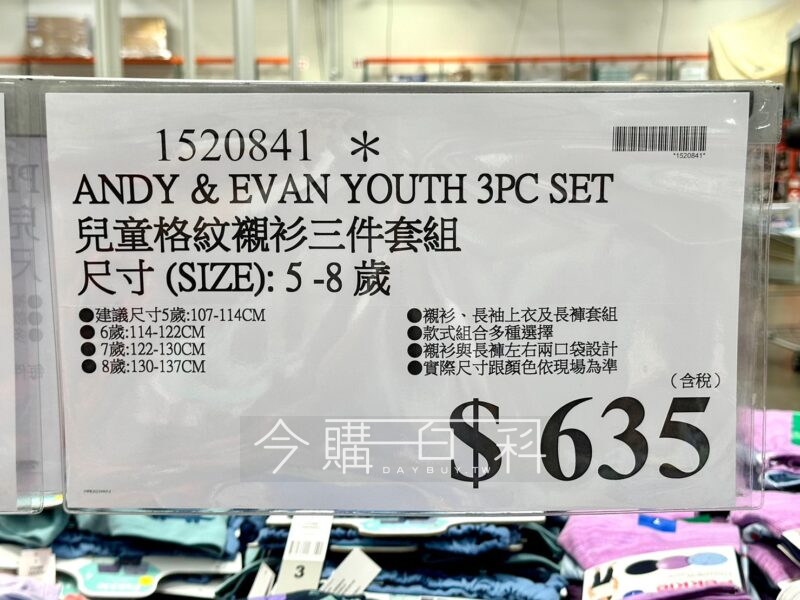 1520841 *
*1520841*
ANDY & EVAN YOUTH 3PC SET
兒童格紋襯衫三件套組
尺寸 (SIZE): 5 -8 歲
●建議尺寸5歲:107-114CM
● 6歲:114-122CM
● 7歲:122-130CM
● 8歲:130-137CM
●襯衫、長袖上衣及長褲套組
●款式組合多種選擇
●襯衫與長褲左右兩口袋設計
●實際尺寸跟顏色依現場為準
(含稅)
$ 635
今購百科
DAYBUY.TW
3